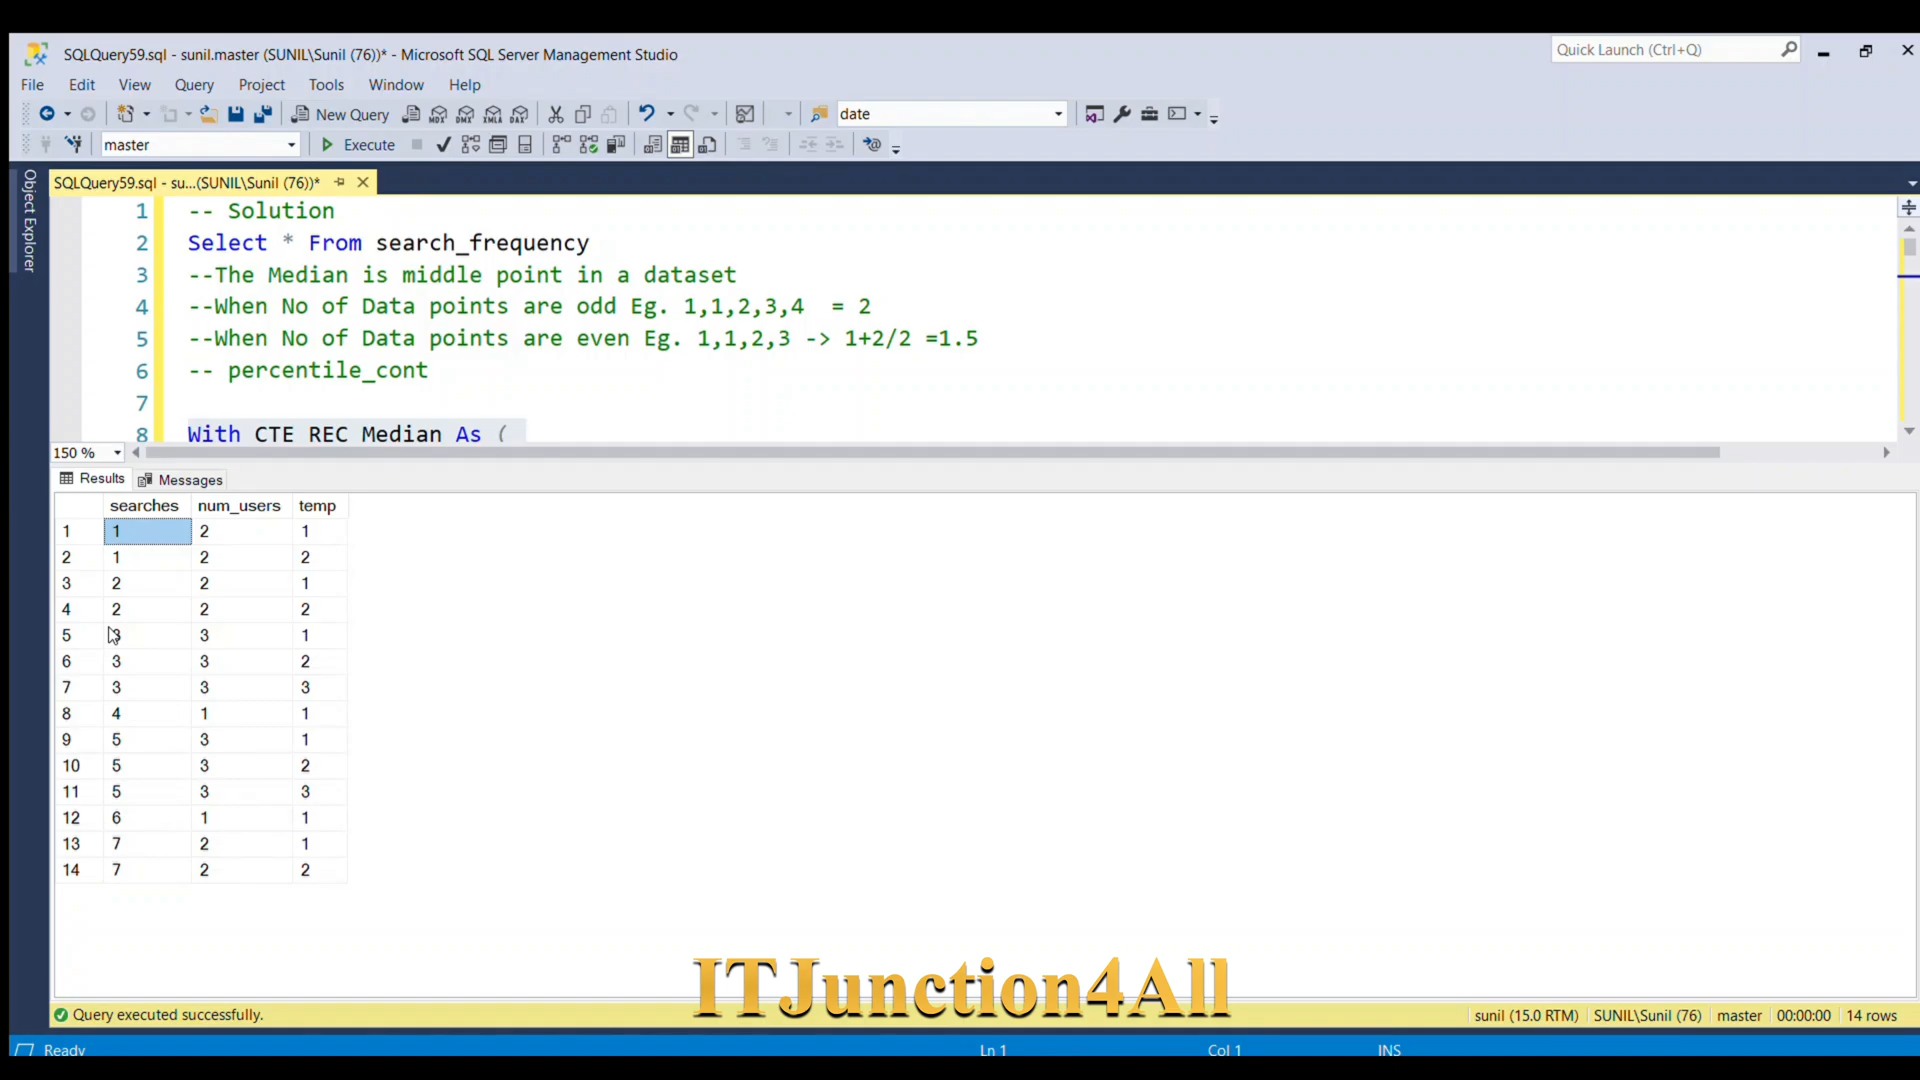 SQLQuery59.sql - sunil.master (SUNIL\Sunil (76))* - Microsoft SQL Server Management Studio
Quick Launch (Ctrl+Q)
File Edit View Query Project Tools Window Help
New Query MDX DMX XMLA DAX date
master Execute
Object Explorer
SQLQuery59.sql - su...(SUNIL\Sunil (76))*
1 -- Solution
2 Select * From search_frequency
3 --The Median is middle point in a dataset
4 --When No of Data points are odd Eg. 1,1,2,3,4 = 2
5 --When No of Data points are even Eg. 1,1,2,3 -> 1+2/2 =1.5
6 -- percentile_cont
7
8 With CTE_REC_Median As (
150 %
Results Messages
searches num_users temp
1 1 2 1
2 1 2 2
3 2 2 1
4 2 2 2
5 3 3 1
6 3 3 2
7 3 3 3
8 4 1 1
9 5 3 1
10 5 3 2
11 5 3 3
12 6 1 1
13 7 2 1
14 7 2 2
ITJunction4All
Query executed successfully. sunil (15.0 RTM) SUNIL\Sunil (76) master 00:00:00 14 rows
Ready Ln 1 Col 1 INS